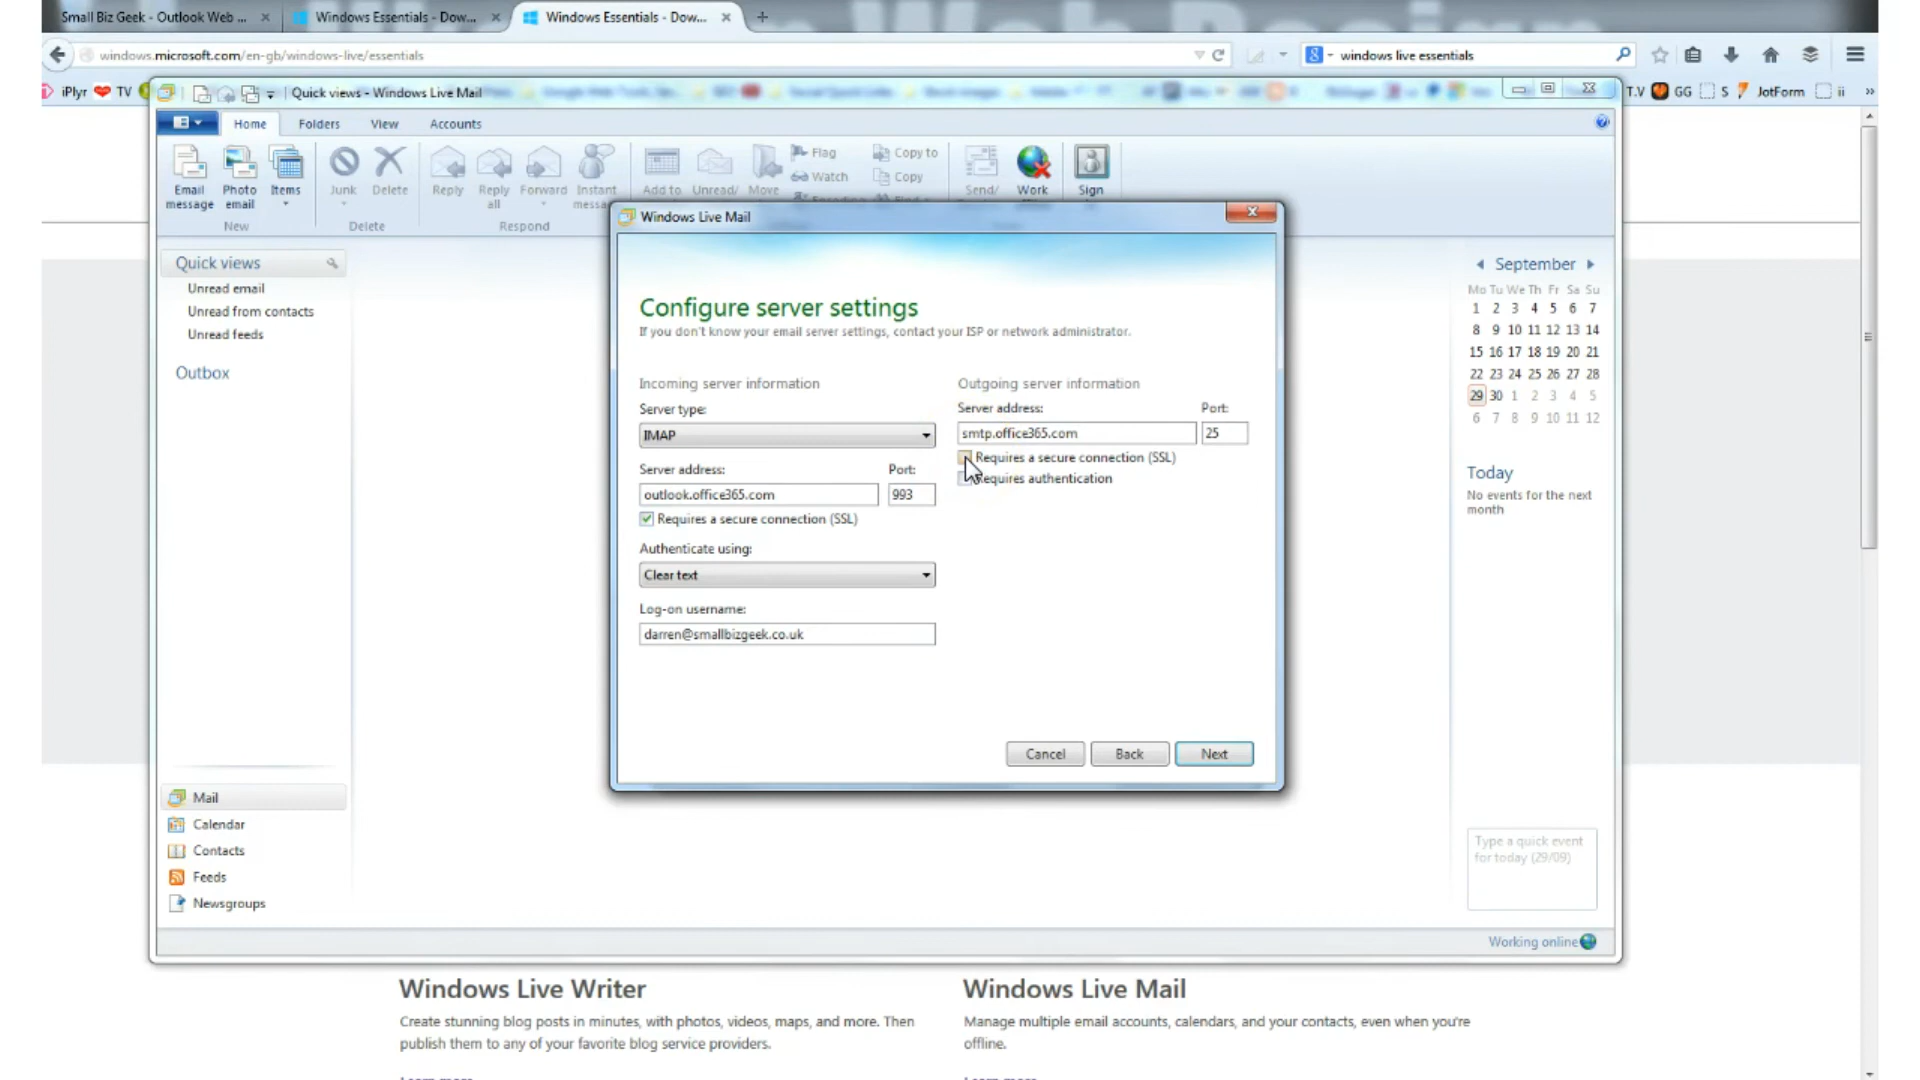 Small Biz Geek - Outlook Web ...
Windows Essentials - Dow...
Windows Essentials - Dow...
windows.microsoft.com/en-gb/windows-live/essentials
windows live essentials
iPlyr
TV
Quick views - Windows Live Mail
T.V
GG
S
JotForm
ii
Home
Folders
View
Accounts
Email message
Photo email
Items
Junk
Delete
Reply
Reply all
Forward
Instant
Add to
Unread/
Move
Flag
Watch
Copy to
Copy
Send/
Work
Sign
New
Delete
Respond
Quick views
Unread email
Unread from contacts
Unread feeds
Outbox
Mail
Calendar
Contacts
Feeds
Newsgroups
Windows Live Mail
Configure server settings
If you don't know your email server settings, contact your ISP or network administrator.
Incoming server information
Server type:
IMAP
Server address:
Port:
outlook.office365.com
993
Requires a secure connection (SSL)
Authenticate using:
Clear text
Log-on username:
darren@smallbizgeek.co.uk
Outgoing server information
Server address:
Port:
smtp.office365.com
25
Requires a secure connection (SSL)
Requires authentication
Cancel
Back
Next
September
Mo Tu We Th Fr Sa Su
1 2 3 4 5 6 7
8 9 10 11 12 13 14
15 16 17 18 19 20 21
22 23 24 25 26 27 28
29 30 1 2 3 4 5
6 7 8 9 10 11 12
Today
No events for the next
month
Type a quick event
for today (29/09)
Working online
Windows Live Writer
Create stunning blog posts in minutes, with photos, videos, maps, and more. Then
publish them to any of your favorite blog service providers.
Windows Live Mail
Manage multiple email accounts, calendars, and your contacts, even when you're
offline.